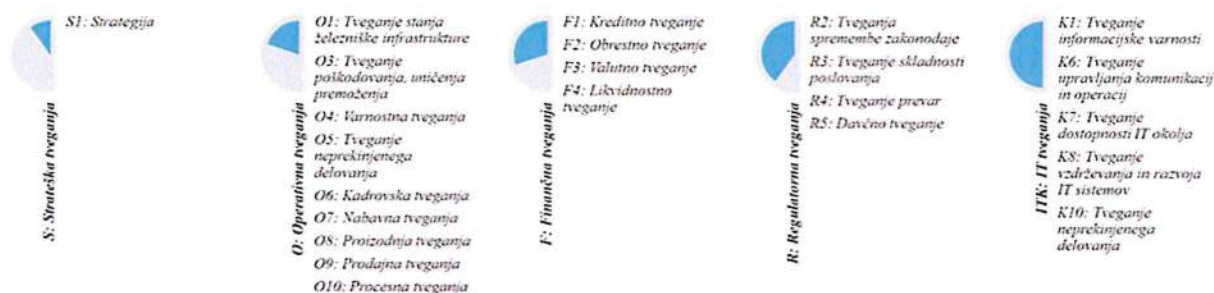 S: Strateška tveganja
S1: Strategija
O: Operativna tveganja
O1: Tveganje stanja
železniške infrastrukture
O3: Tveganje
poškodovanja, uničenja
premoženja
O4: Varnostna tveganja
O5: Tveganje
neprekinjenega
delovanja
O6: Kadrovska tveganja
O7: Nabavna tveganja
O8: Proizodnja tveganja
O9: Prodajna tveganja
O10: Procesna tveganja
F: Finančna tveganja
F1: Kreditno tveganje
F2: Obrestno tveganje
F3: Valutno tveganje
F4: Likvidnostno
tveganje
R: Regulatorna tveganja
R2: Tveganja
spremembe zakonodaje
R3: Tveganje skladnosti
poslovanja
R4: Tveganje prevar
R5: Davčno tveganje
ITK: IT tveganja
K1: Tveganje
informacijske varnosti
K6: Tveganje
upravljanja komunikacij
in operacij
K7: Tveganje
dostopnosti IT okolja
K8: Tveganje
vzdrževanja in razvoja
IT sistemov
K10: Tveganje
neprekinjenega
delovanja